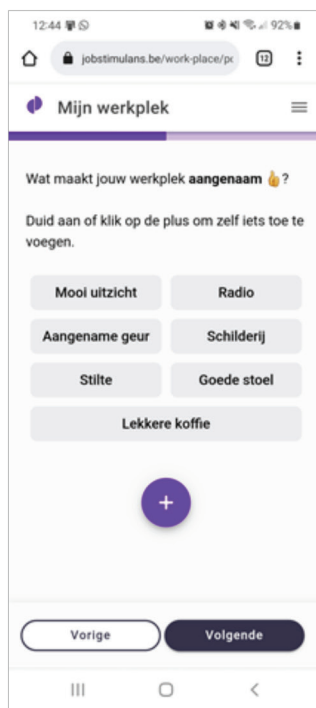 12:44
92%
jobstimulans.be/work-place/p
12
Mijn werkplek
Wat maakt jouw werkplek aangenaam 👍?
Duid aan of klik op de plus om zelf iets toe te
voegen.
Mooi uitzicht
Radio
Aangename geur
Schilderij
Stilte
Goede stoel
Lekkere koffie
+
Vorige
Volgende